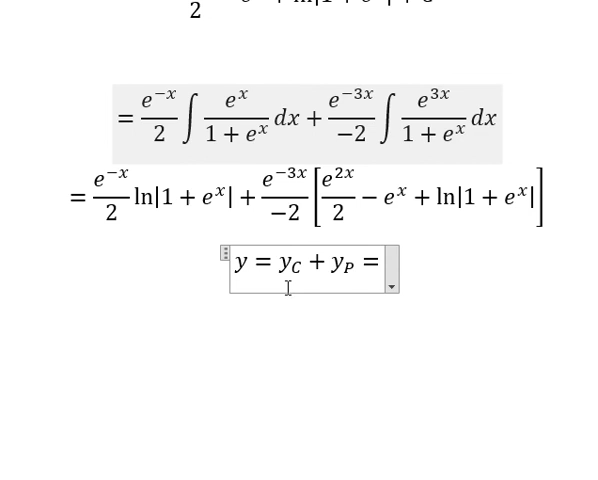 2
= e^{-x}/2 ∫ e^x/(1 + e^x) dx + e^{-3x}/-2 ∫ e^{3x}/(1 + e^x) dx
= e^{-x}/2 ln|1 + e^x| + e^{-3x}/-2 [e^{2x}/2 − e^x + ln|1 + e^x|]
y = y_C + y_P =